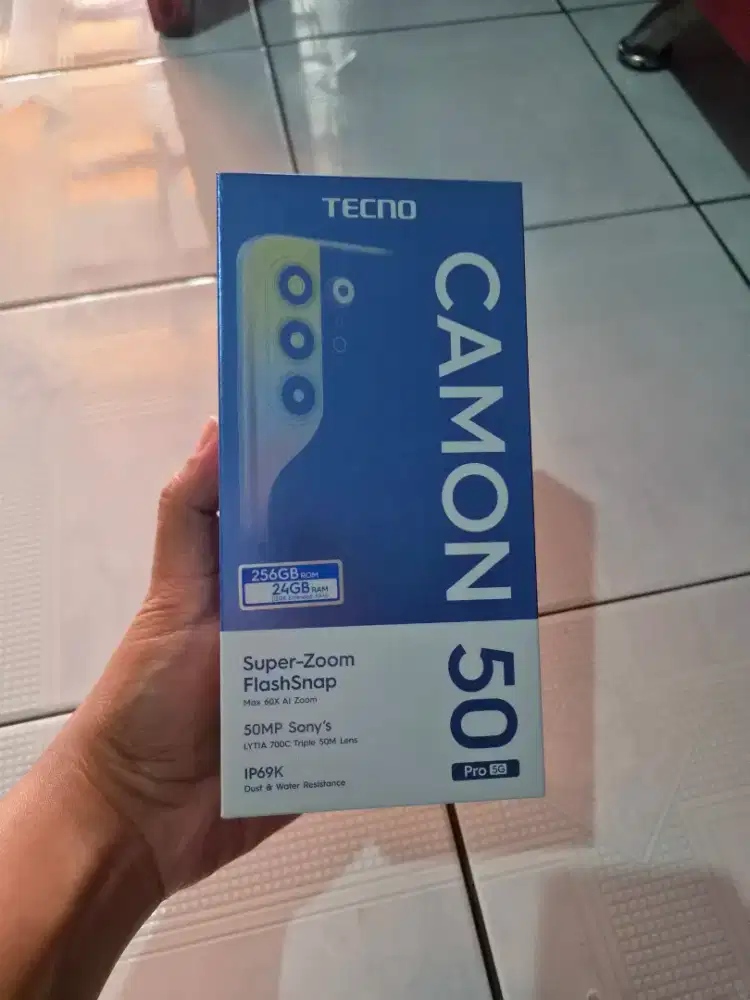 TECNO
CAMON 50
Pro 5G
256GB ROM
24GB RAM
Super-Zoom
FlashSnap
Max 60X AI Zoom
50MP Sony's
LYTIA 700C Triple 50M Lens
IP69K
Dust & Water Resistance